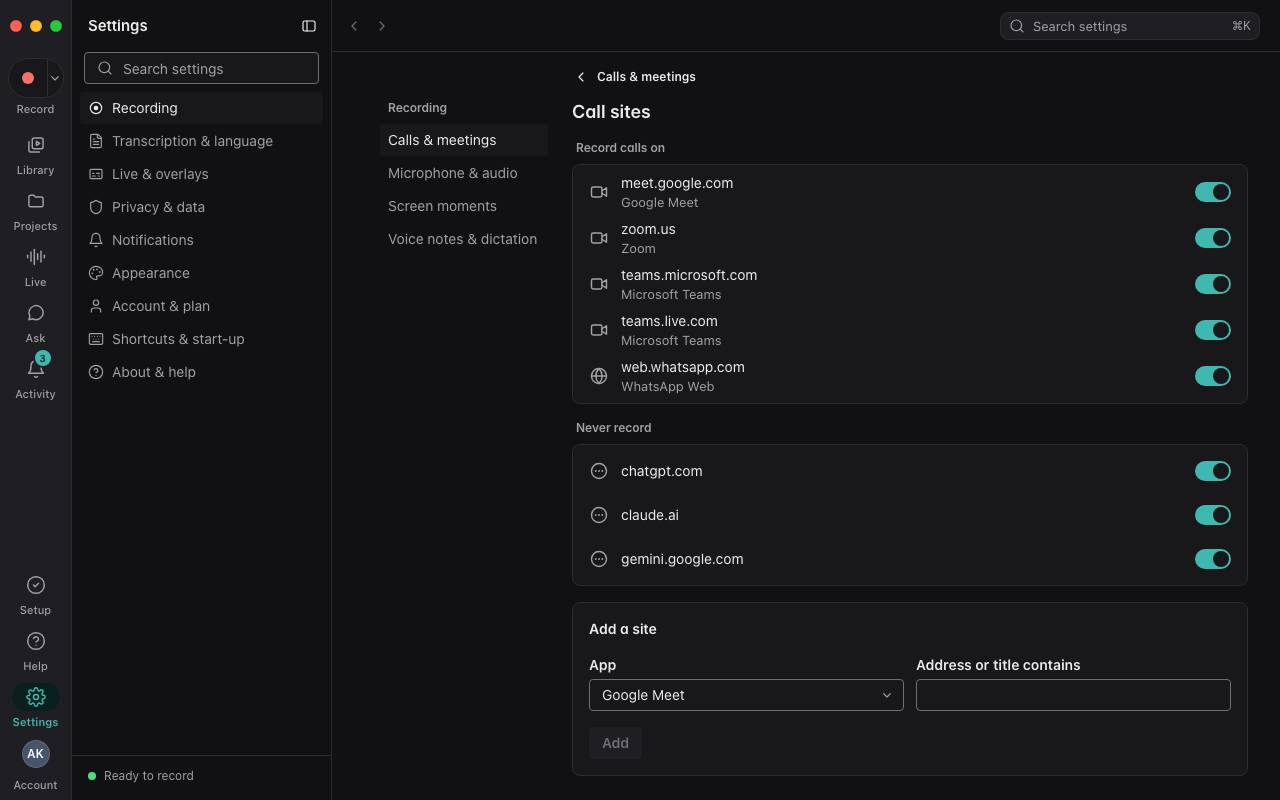 Settings
Search settings
⌘K
Record
Library
Projects
Live
Ask
3
Activity
Setup
Help
Settings
AK
Account
Search settings
Recording
Transcription & language
Live & overlays
Privacy & data
Notifications
Appearance
Account & plan
Shortcuts & start-up
About & help
Ready to record
Recording
Calls & meetings
Microphone & audio
Screen moments
Voice notes & dictation
Calls & meetings
Call sites
Record calls on
meet.google.com
Google Meet
zoom.us
Zoom
teams.microsoft.com
Microsoft Teams
teams.live.com
Microsoft Teams
web.whatsapp.com
WhatsApp Web
Never record
chatgpt.com
claude.ai
gemini.google.com
Add a site
App
Address or title contains
Google Meet
Add